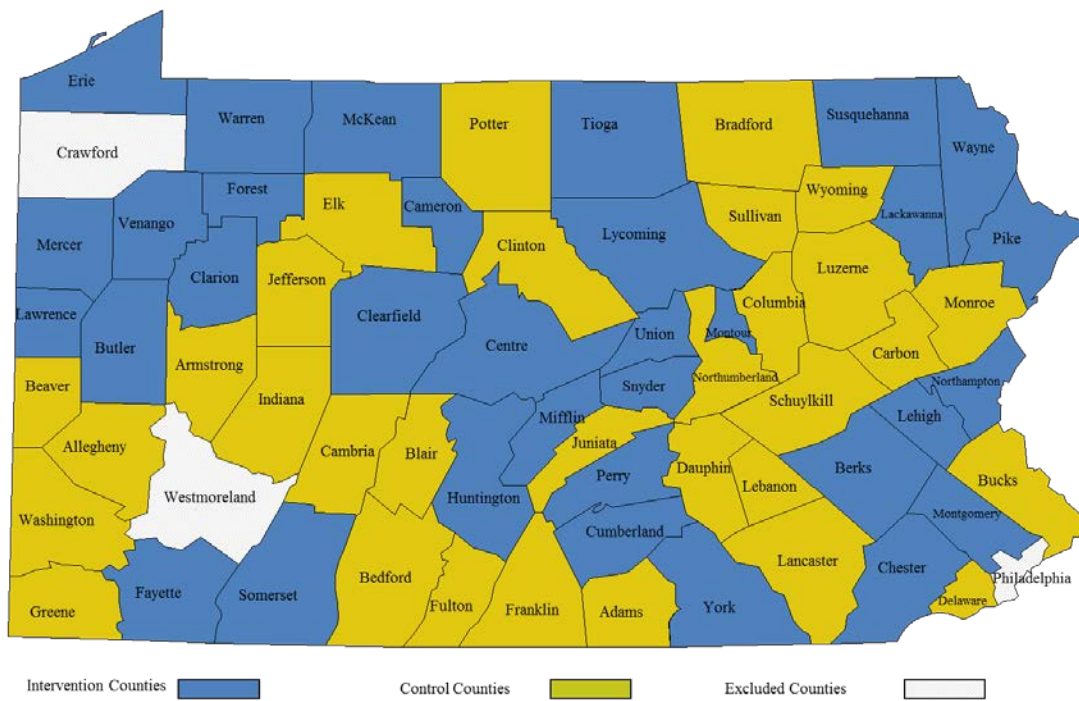 Erie
Warren
McKean
Potter
Tioga
Bradford
Susquehanna
Wayne
Crawford
Forest
Elk
Cameron
Wyoming
Sullivan
Lackawanna
Venango
Mercer
Clarion
Jefferson
Clinton
Lycoming
Pike
Luzerne
Lawrence
Clearfield
Columbia
Monroe
Butler
Centre
Union
Montour
Armstrong
Carbon
Beaver
Indiana
Snyder
Northumberland
Northampton
Schuylkill
Lehigh
Mifflin
Allegheny
Cambria
Blair
Juniata
Dauphin
Lebanon
Berks
Bucks
Westmoreland
Huntington
Perry
Washington
Cumberland
Montgomery
Lancaster
Chester
Philadelphia
Bedford
Fayette
Somerset
Fulton
Franklin
Adams
York
Delaware
Greene
Intervention Counties
Control Counties
Excluded Counties